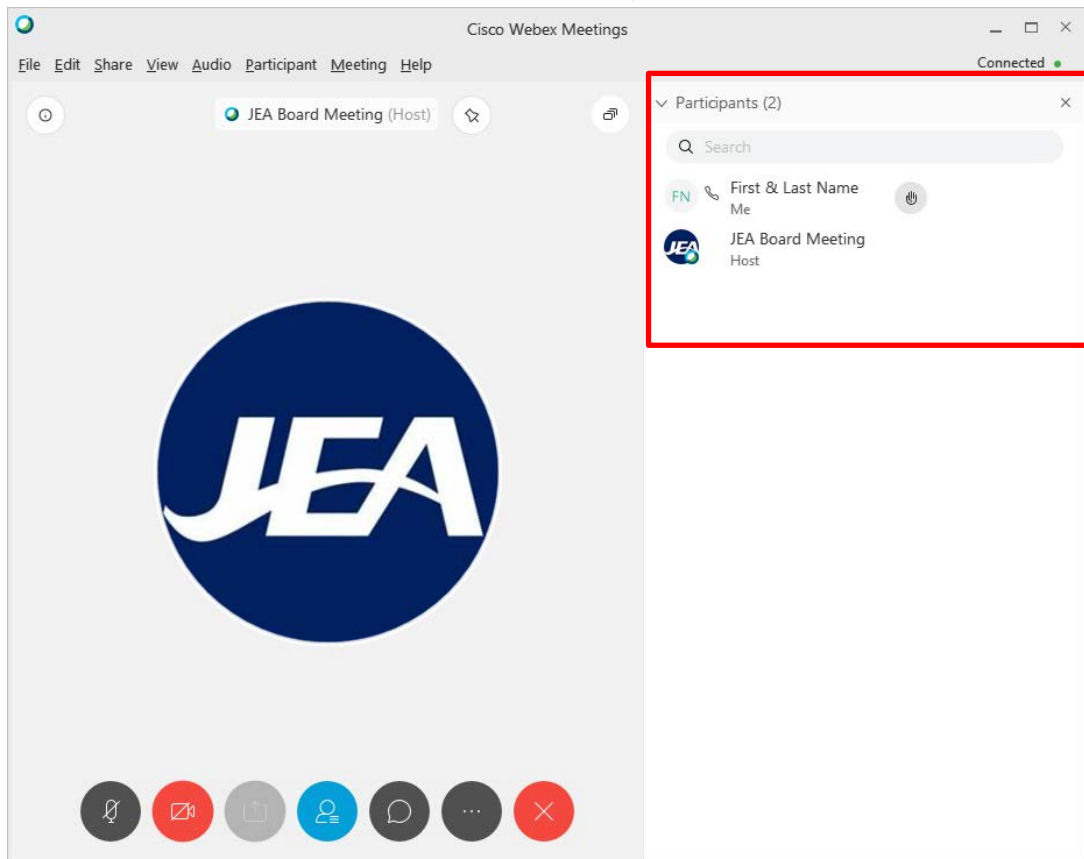 Cisco Webex Meetings
File Edit Share View Audio Participant Meeting Help
Connected
JEA Board Meeting (Host)
Participants (2)
Search
FN
First & Last Name
Me
JEA
JEA Board Meeting
Host
JEA